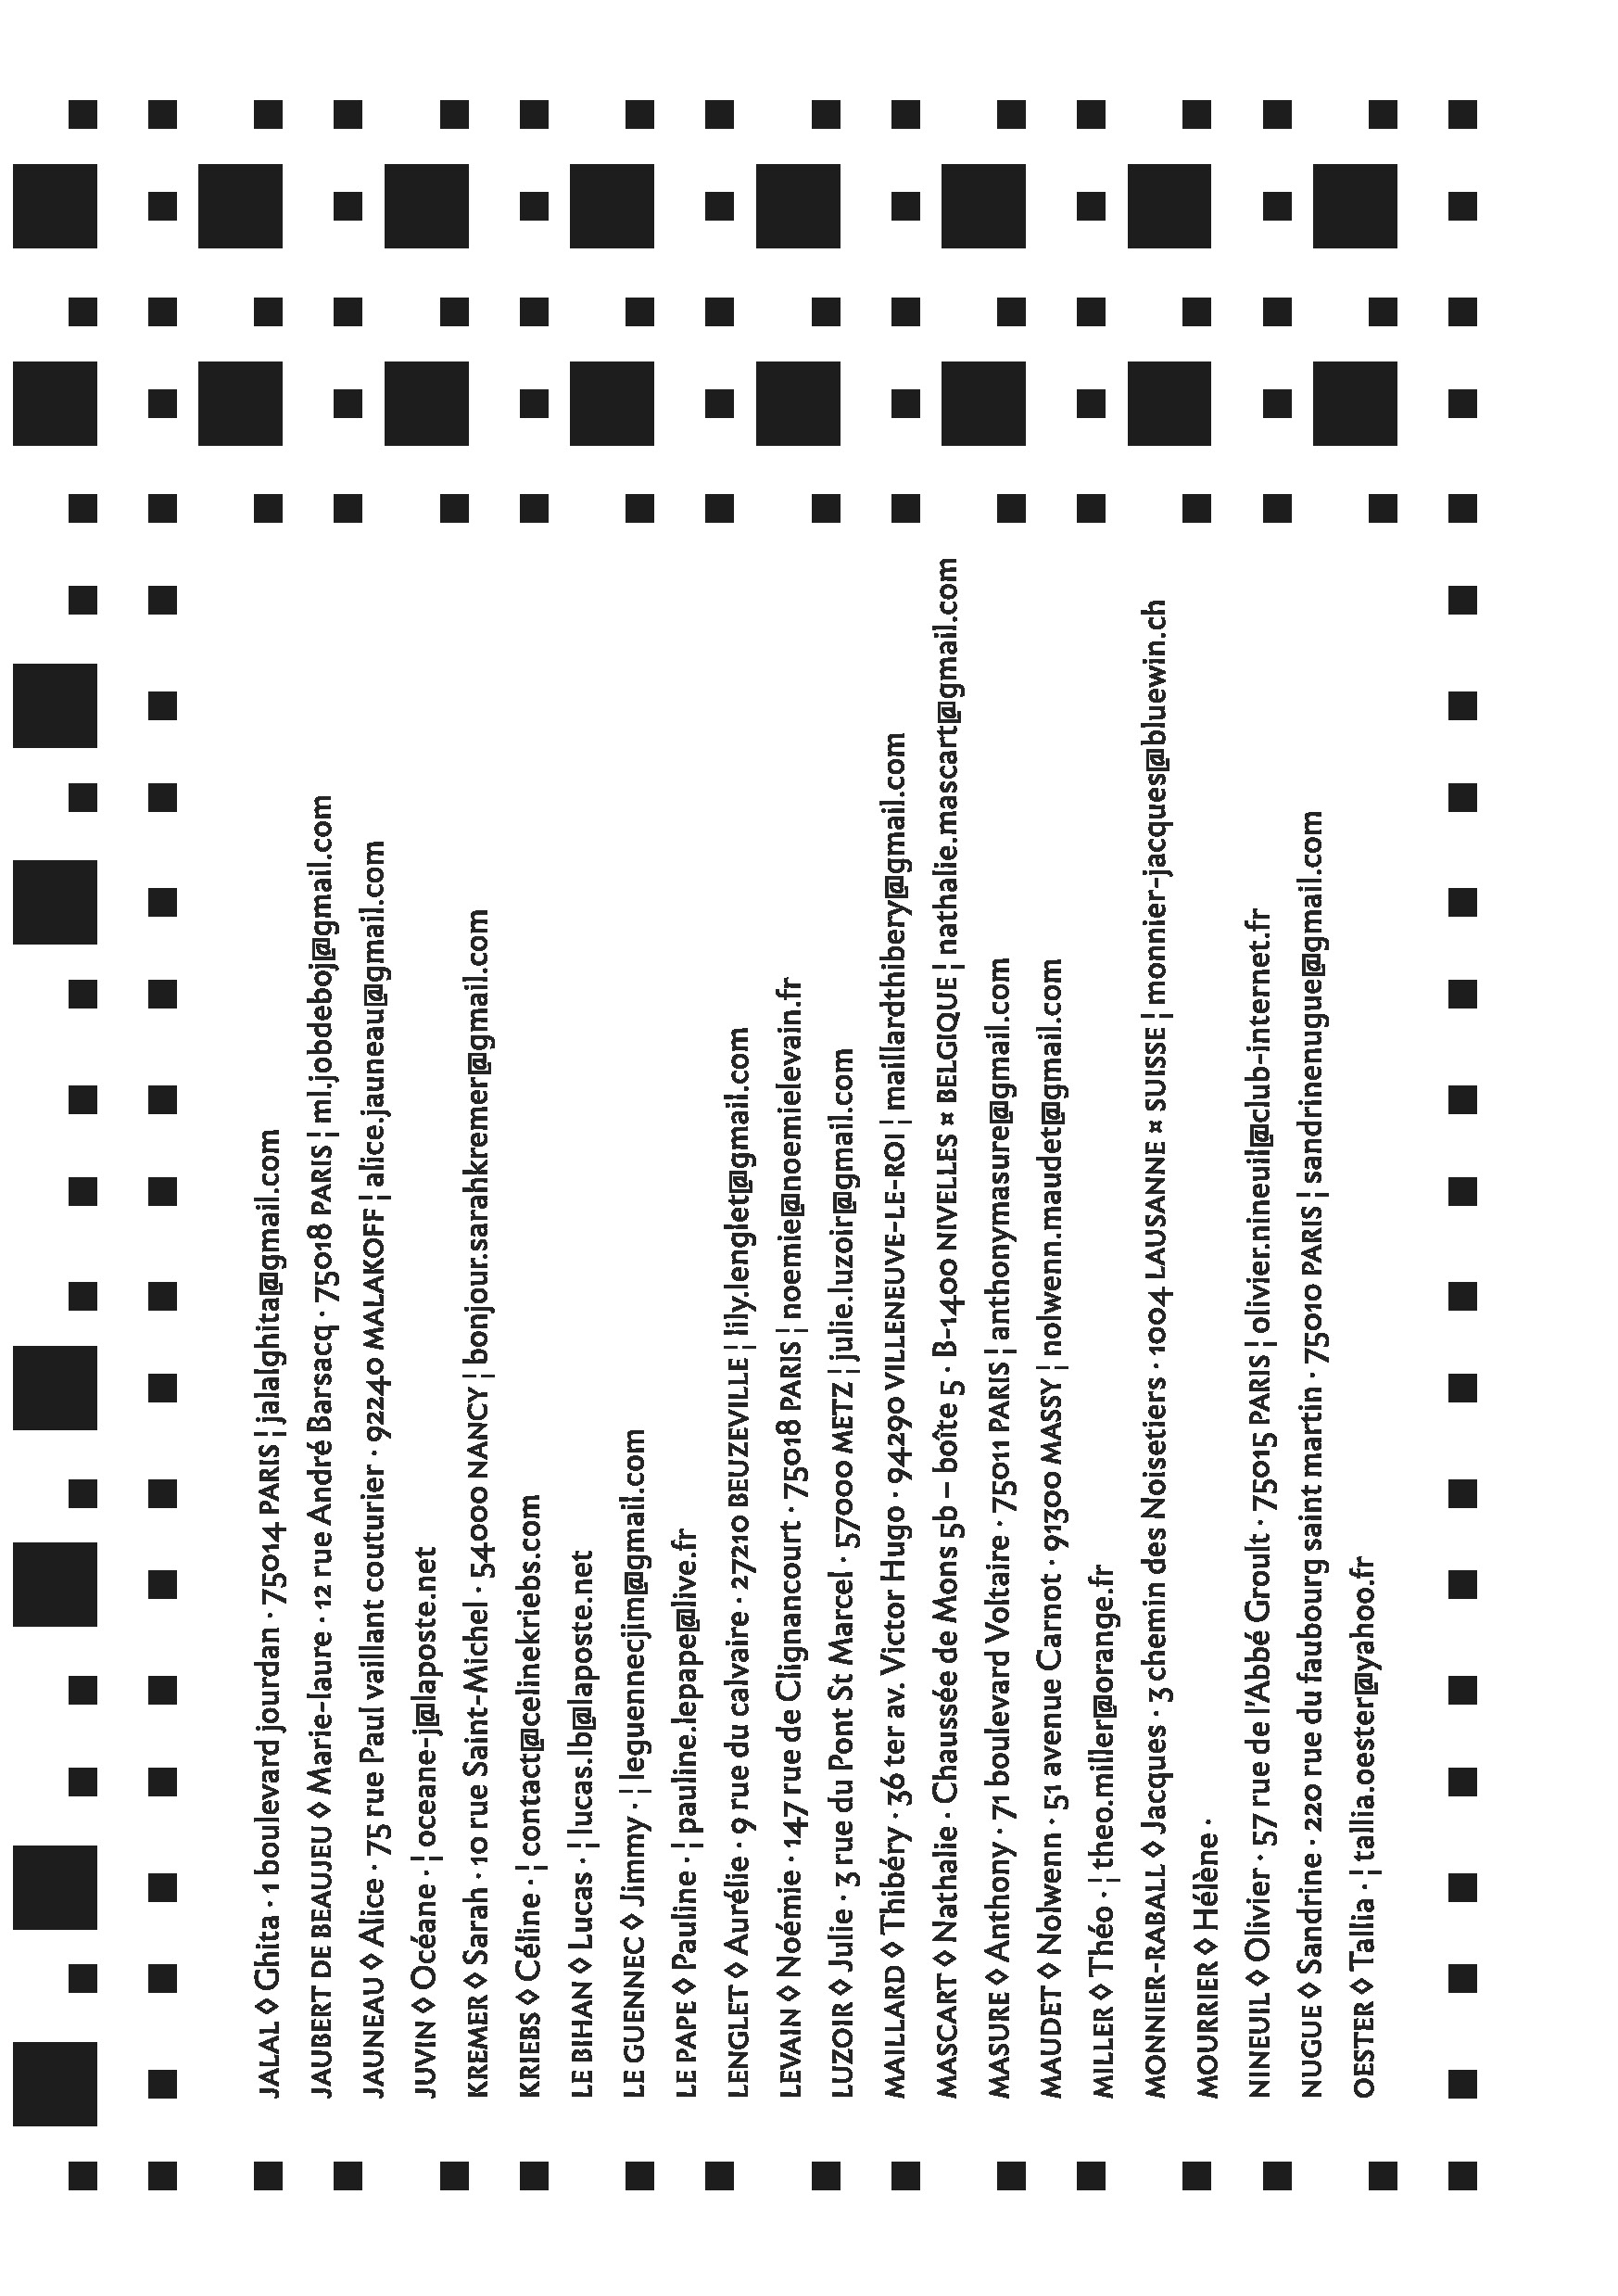 JALAL ◊ Ghita · 1 boulevard jourdan · 75014 PARIS ¦ jalalghita@gmail.com
JAUBERT DE BEAUJEU ◊ Marie-laure · 12 rue André Barsacq · 75018 PARIS ¦ ml.jobdeboj@gmail.com
JAUNEAU ◊ Alice · 75 rue Paul vaillant couturier · 92240 MALAKOFF ¦ alice.jauneau@gmail.com
JUVIN ◊ Océane · ¦ oceane-j@laposte.net
KREMER ◊ Sarah · 10 rue Saint-Michel · 54000 NANCY ¦ bonjour.sarahkremer@gmail.com
KRIEBS ◊ Céline · ¦ contact@celinekriebs.com
LE BIHAN ◊ Lucas · ¦ lucas.lb@laposte.net
LE GUENNEC ◊ Jimmy · ¦ leguennecjim@gmail.com
LE PAPE ◊ Pauline · ¦ pauline.lepape@live.fr
LENGLET ◊ Aurélie · 9 rue du calvaire · 27210 BEUZEVILLE ¦ lily.lenglet@gmail.com
LEVAIN ◊ Noémie · 147 rue de Clignancourt · 75018 PARIS ¦ noemie@noemielevain.fr
LUZOIR ◊ Julie · 3 rue du Pont St Marcel · 57000 METZ ¦ julie.luzoir@gmail.com
MAILLARD ◊ Thibéry · 36 ter av. Victor Hugo · 94290 VILLENEUVE-LE-ROI ¦ maillardthibery@gmail.com
MASCART ◊ Nathalie · Chaussée de Mons 5b – boîte 5 · B-1400 NIVELLES ¤ BELGIQUE ¦ nathalie.mascart@gmail.com
MASURE ◊ Anthony · 71 boulevard Voltaire · 75011 PARIS ¦ anthonymasure@gmail.com
MAUDET ◊ Nolwenn · 51 avenue Carnot · 91300 MASSY ¦ nolwenn.maudet@gmail.com
MILLER ◊ Théo · ¦ theo.miller@orange.fr
MONNIER-RABALL ◊ Jacques · 3 chemin des Noisetiers · 1004 LAUSANNE ¤ SUISSE ¦ monnier-jacques@bluewin.ch
MOURRIER ◊ Hélène ·
NINEUIL ◊ Olivier · 57 rue de l'Abbé Groult · 75015 PARIS ¦ olivier.nineuil@club-internet.fr
NUGUE ◊ Sandrine · 220 rue du faubourg saint martin · 75010 PARIS ¦ sandrinenugue@gmail.com
OESTER ◊ Tallia · ¦ tallia.oester@yahoo.fr